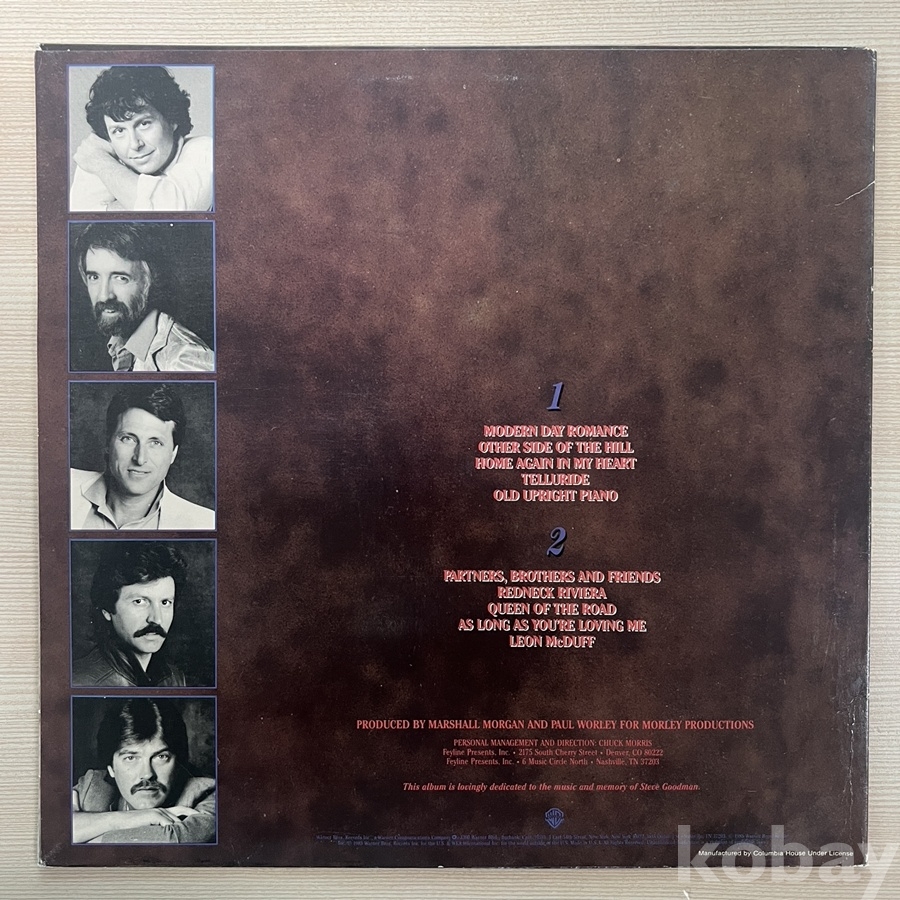 1
MODERN DAY ROMANCE
OTHER SIDE OF THE HILL
HOME AGAIN IN MY HEART
TELLURIDE
OLD UPRIGHT PIANO
2
PARTNERS, BROTHERS AND FRIENDS
REDNECK RIVIERA
QUEEN OF THE ROAD
AS LONG AS YOU'RE LOVING ME
LEON McDUFF
PRODUCED BY MARSHALL MORGAN AND PAUL WORLEY FOR MORLEY PRODUCTIONS
PERSONAL MANAGEMENT AND DIRECTION: CHUCK MORRIS
Feyline Presents, Inc. • 2175 South Cherry Street • Denver, CO 80222
Feyline Presents, Inc. • 6 Music Circle North • Nashville, TN 37203
This album is lovingly dedicated to the music and memory of Steve Goodman.
Manufactured by Columbia House Under License
kobay